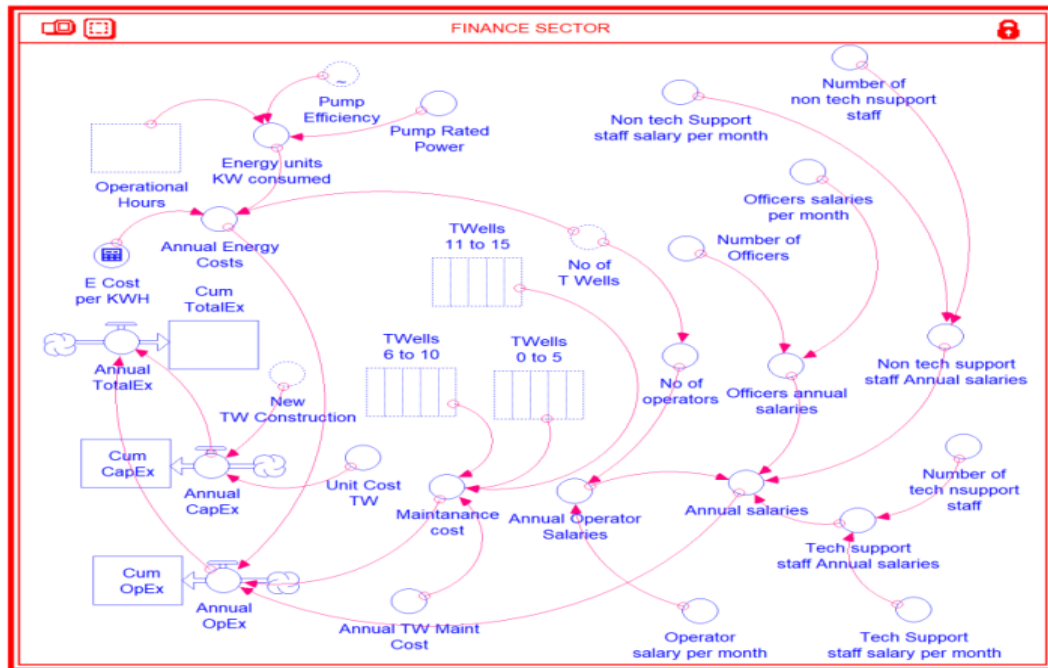 FINANCE SECTOR
Number of
non tech nsupport
staff
Pump
Efficiency
Non tech Support
staff salary per month
Pump Rated
Power
Energy units
KW consumed
Operational
Hours
Officers salaries
per month
TWells
11 to 15
Number of
Officers
Annual Energy
Costs
No of
T Wells
E Cost
per KWH
Cum
TotalEx
TWells
6 to 10
TWells
0 to 5
Annual
TotalEx
Non tech support
staff Annual salaries
No of
operators
Officers annual
salaries
New
TW Construction
Cum
CapEx
Annual
CapEx
Unit Cost
TW
Maintanance
cost
Annual Operator
Salaries
Annual salaries
Number of
tech nsupport
staff
Tech support
staff Annual salaries
Cum
OpEx
Annual
OpEx
Annual TW Maint
Cost
Operator
salary per month
Tech Support
staff salary per month